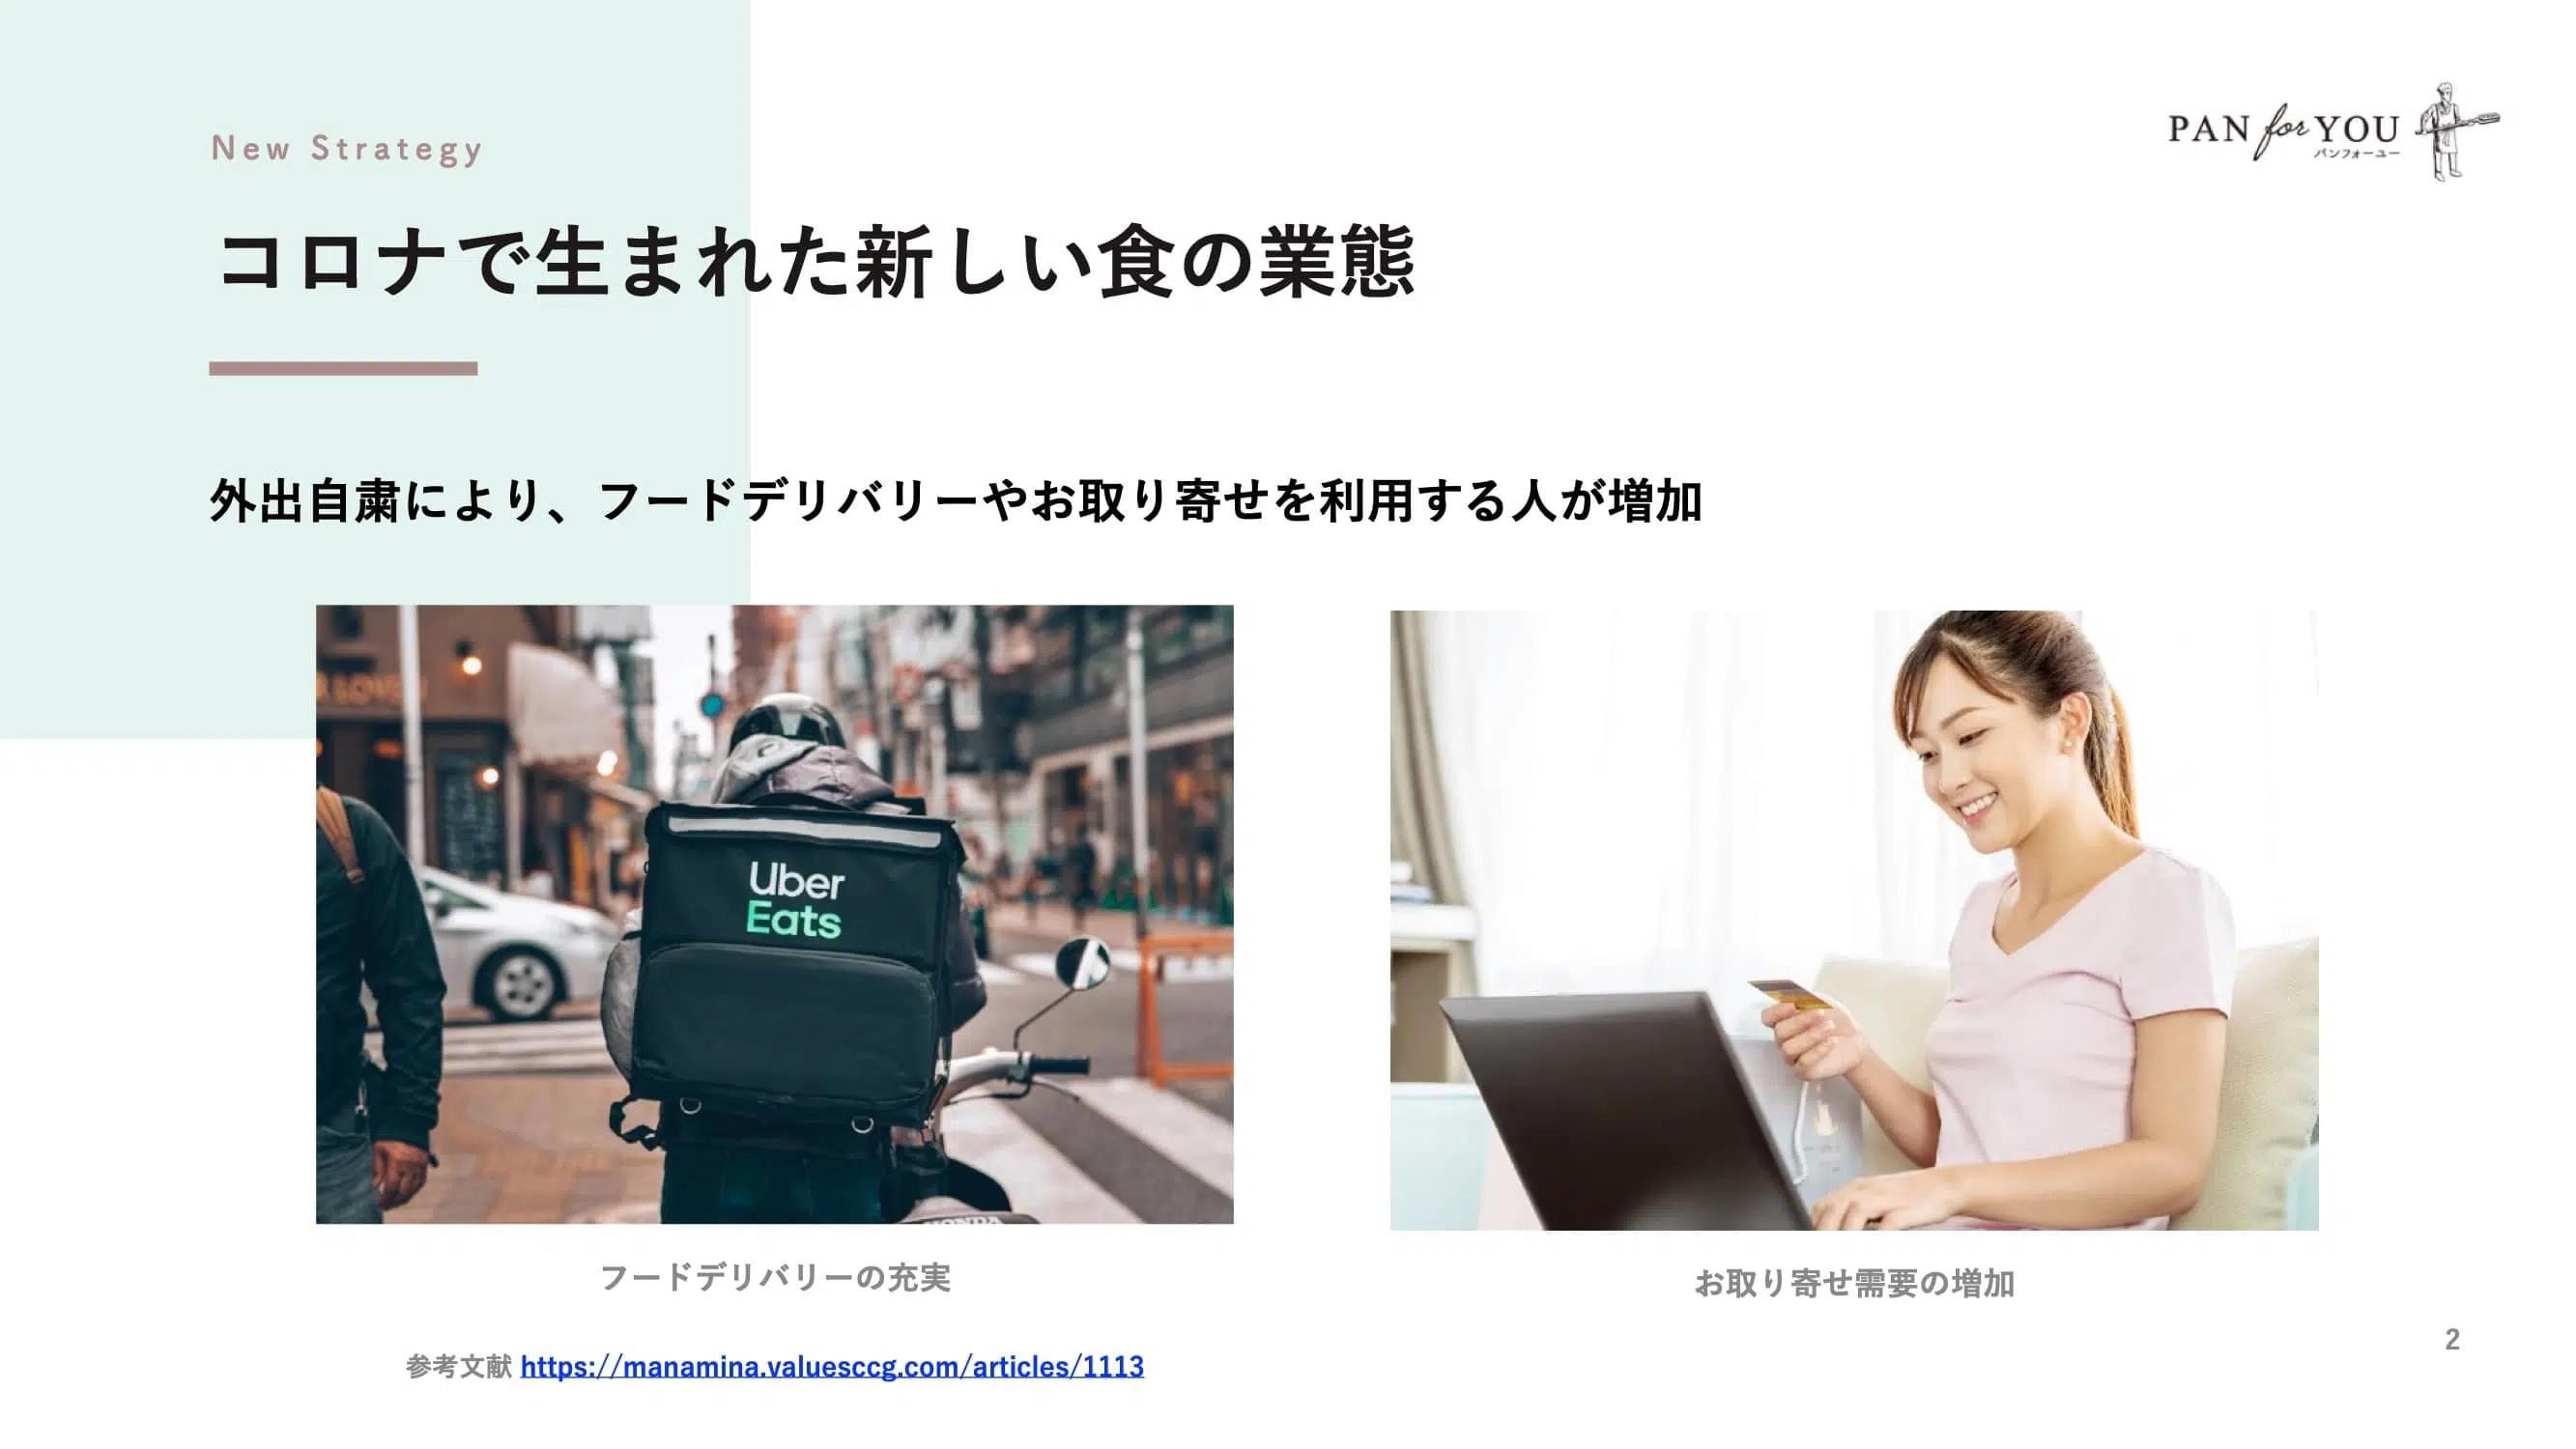 New Strategy
PAN for YOU
パンフォーユー
コロナで生まれた新しい食の業態
外出自粛により、フードデリバリーやお取り寄せを利用する人が増加
Uber
Eats
HONDA
フードデリバリーの充実
お取り寄せ需要の増加
2
参考文献 https://manamina.valuesccg.com/articles/1113